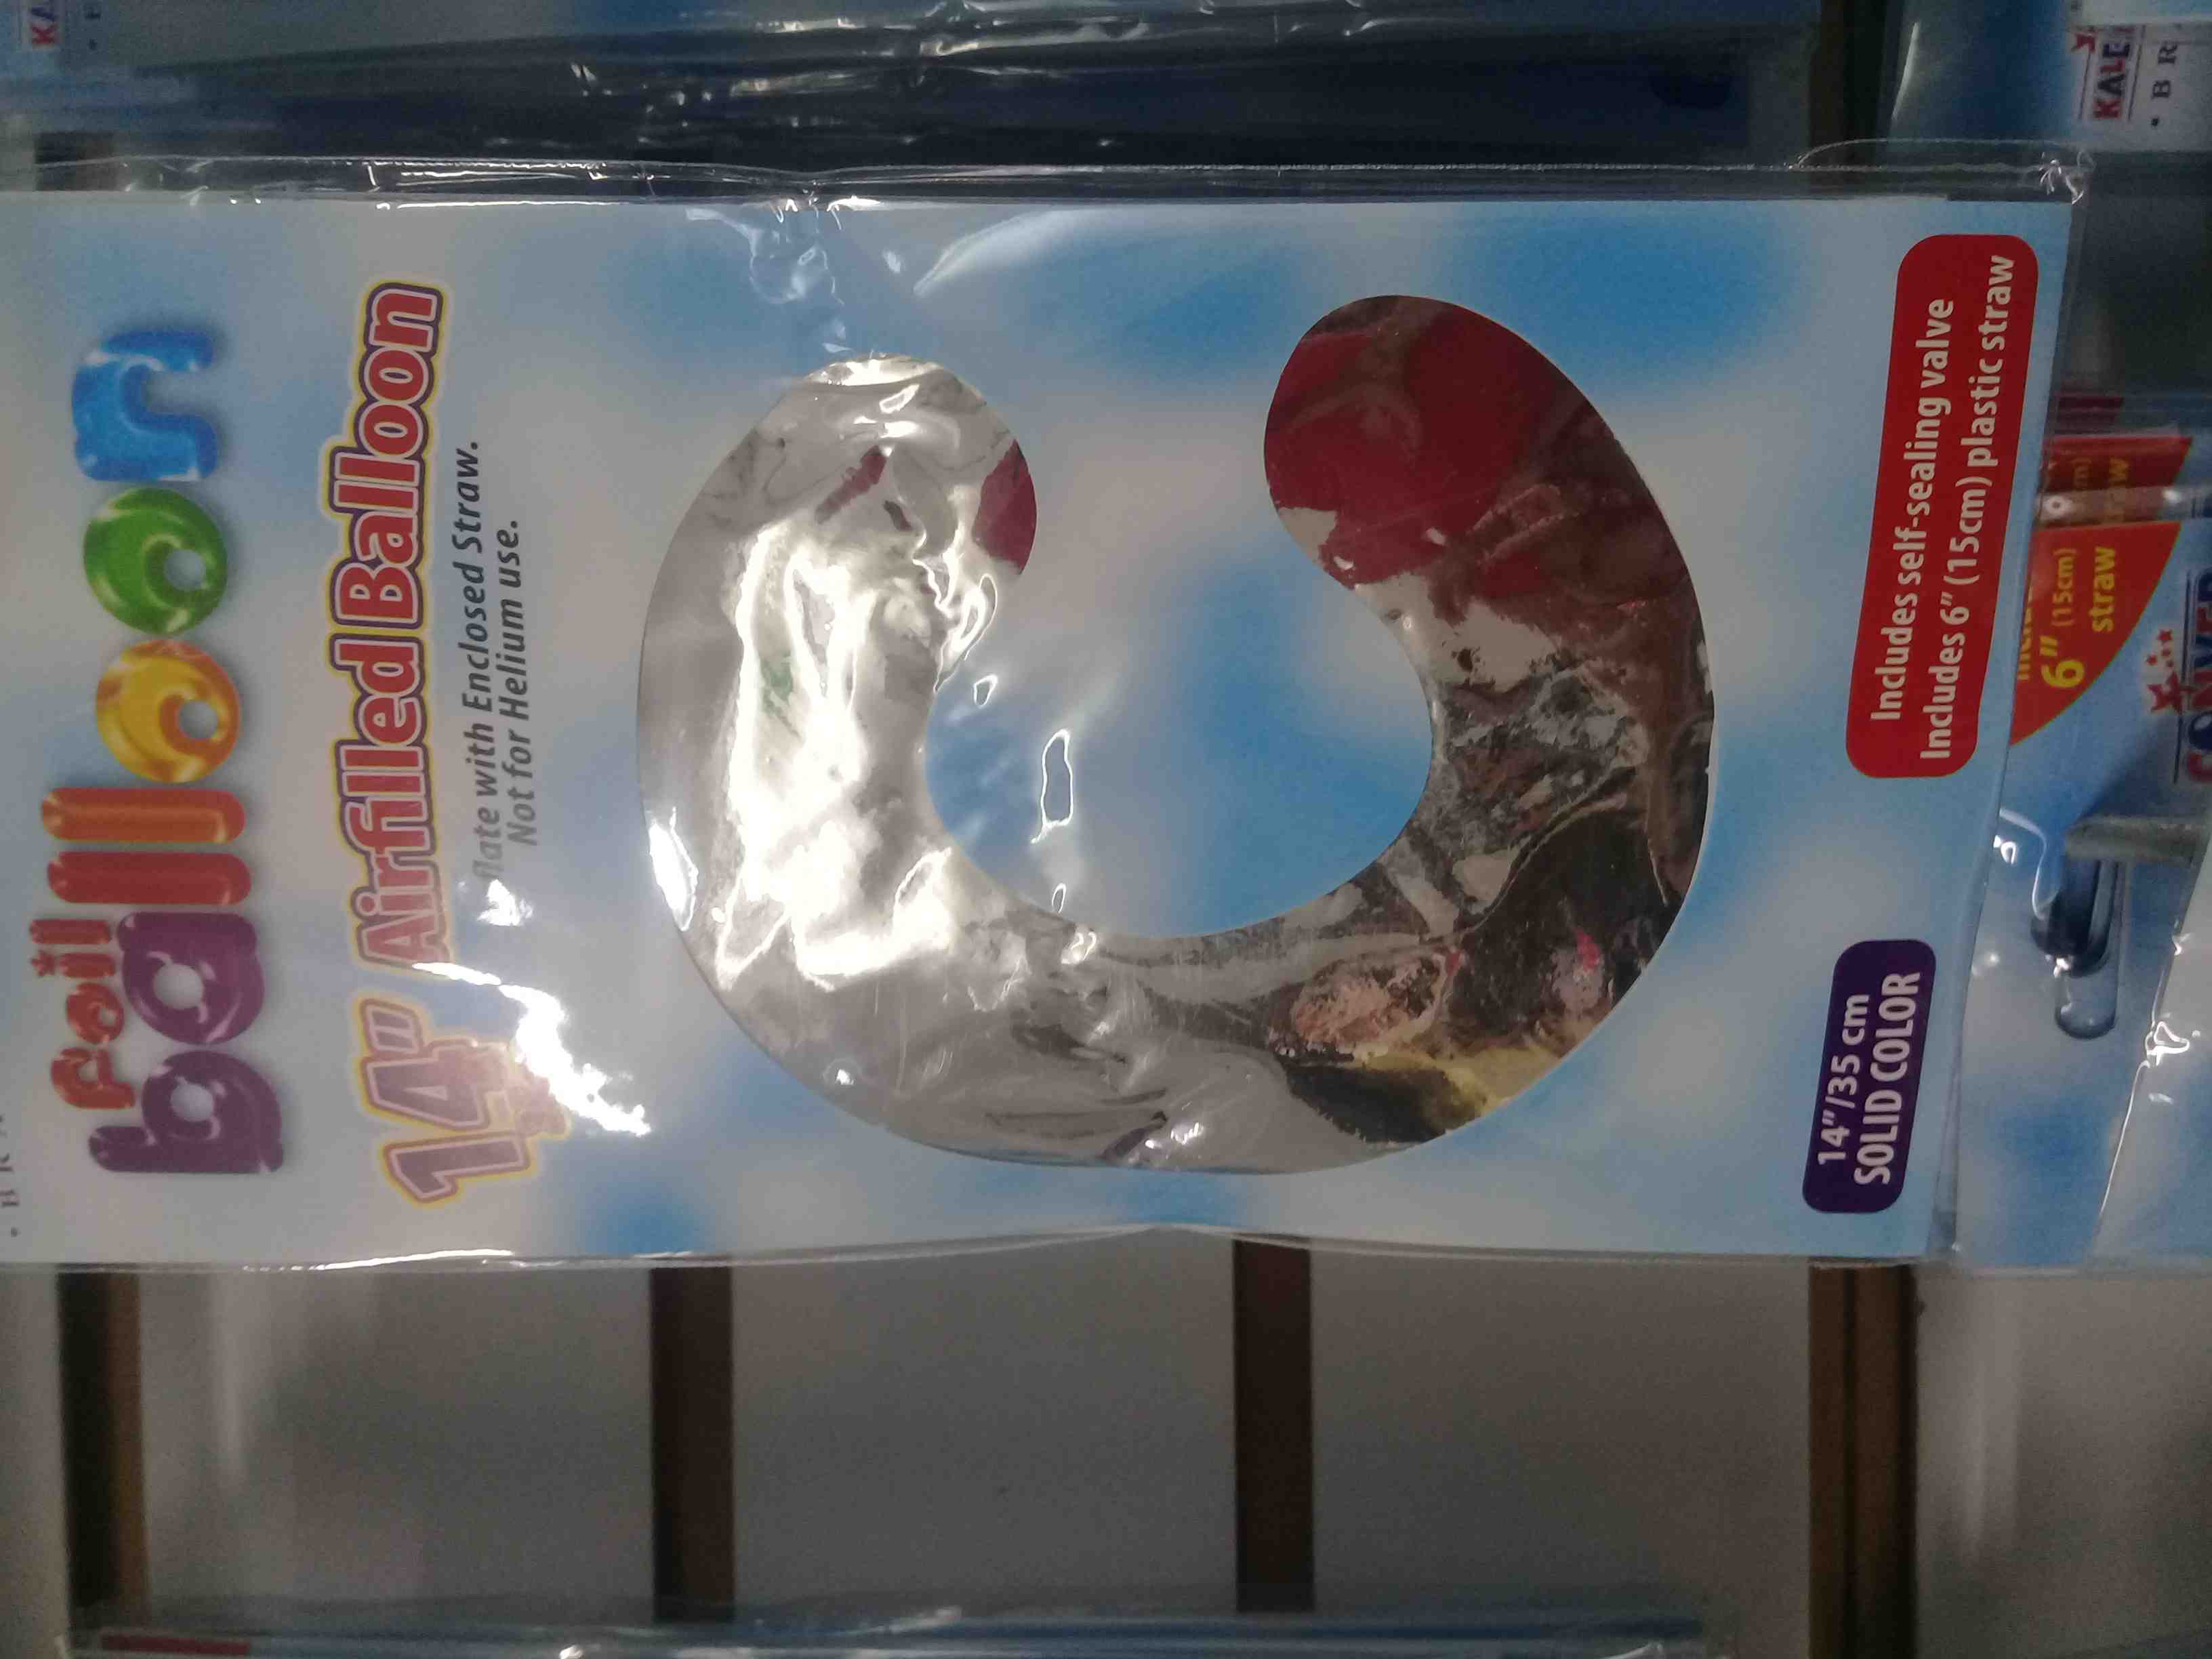 foil
balloon
14" Airfilled Balloon
with Enclosed Straw.
Not for Helium use.
C
14"/35 cm
SOLID COLOR
Includes self-sealing valve
Includes 6" (15cm) plastic straw
6" (15cm)
straw